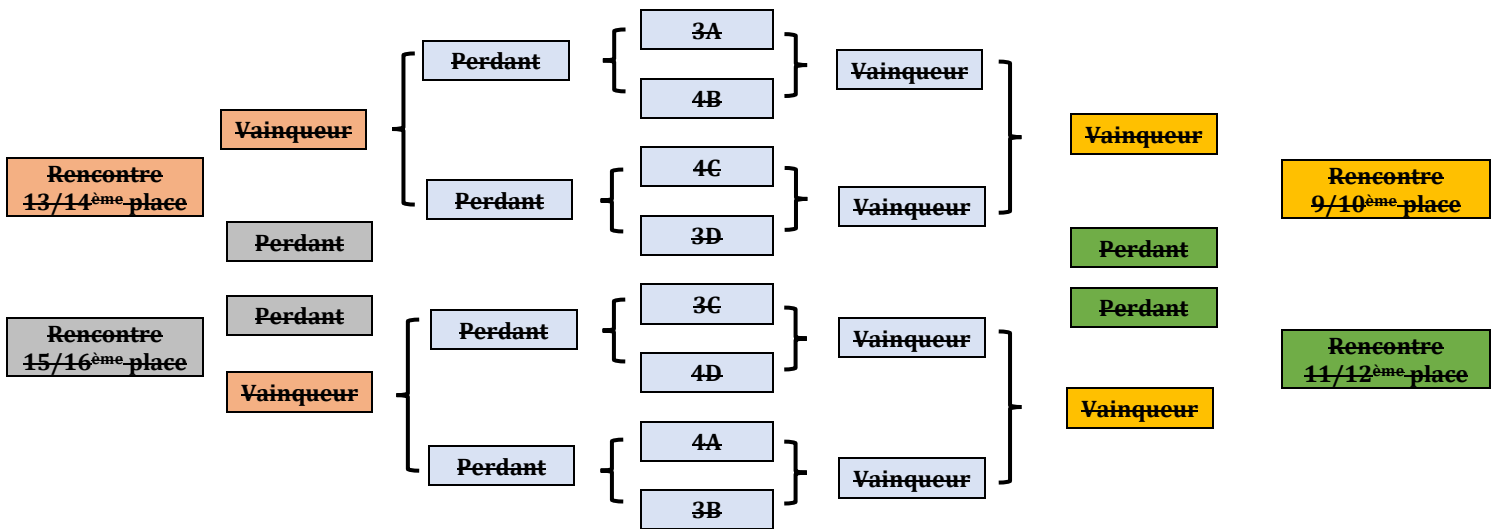 3A
Perdant
Vainqueur
4B
Vainqueur
Vainqueur
Rencontre
13/14ème place
4C
Rencontre
9/10ème place
Perdant
Vainqueur
3D
Perdant
Perdant
Perdant
3C
Perdant
Rencontre
15/16ème place
Perdant
Vainqueur
Rencontre
11/12ème place
4D
Vainqueur
Vainqueur
4A
Perdant
Vainqueur
3B